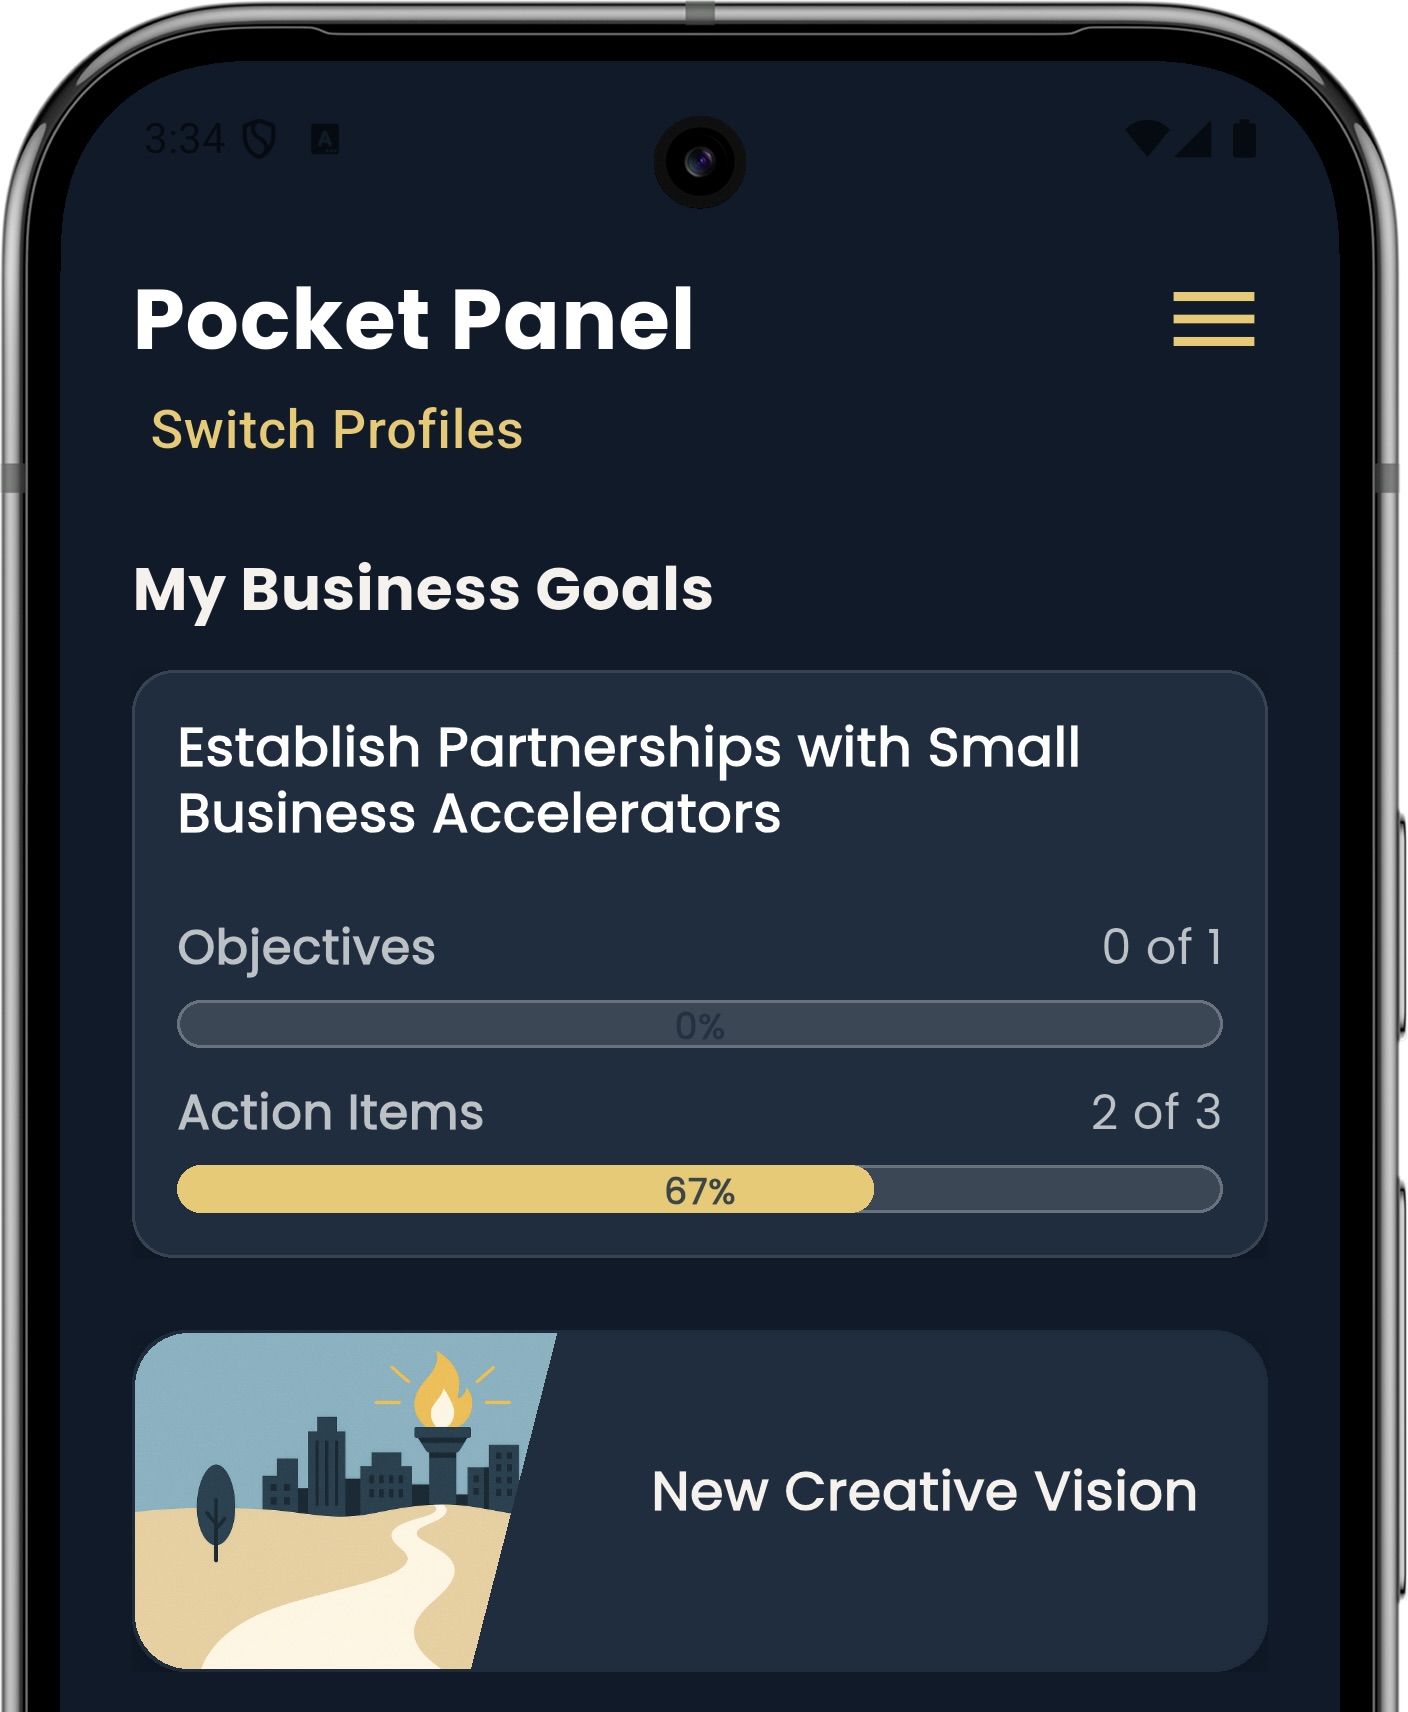 3:34
A
Pocket Panel
Switch Profiles
My Business Goals
Establish Partnerships with Small
Business Accelerators
Objectives 0 of 1
0%
Action Items 2 of 3
67%
New Creative Vision